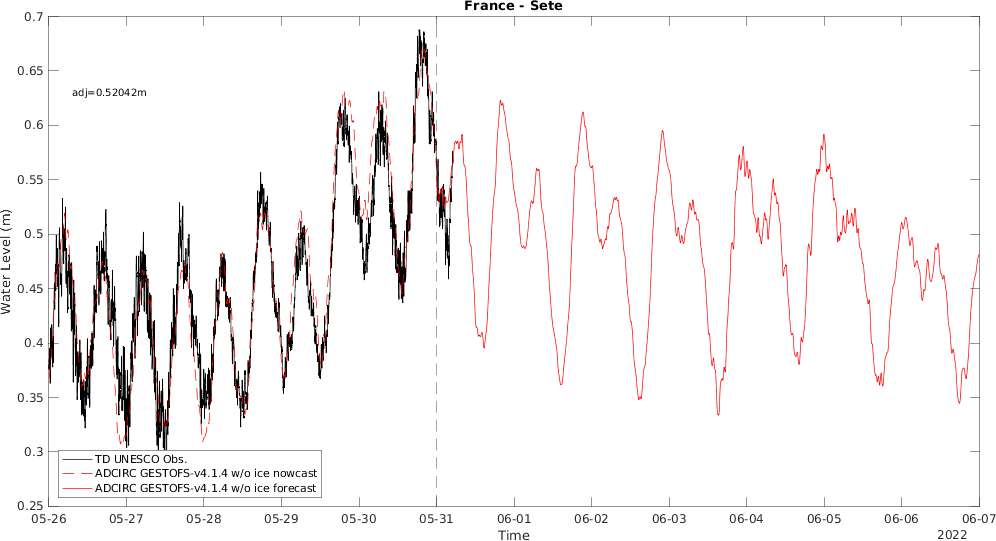 France - Sete
0.7
0.65
0.6
0.55
0.5
0.45
0.4
0.35
0.3
0.25
Water Level (m)
adj=0.52042m
TD UNESCO Obs.
ADCIRC GESTOFS-v4.1.4 w/o ice nowcast
ADCIRC GESTOFS-v4.1.4 w/o ice forecast
05-26 05-27 05-28 05-29 05-30 05-31 06-01 06-02 06-03 06-04 06-05 06-06 06-07
Time
2022